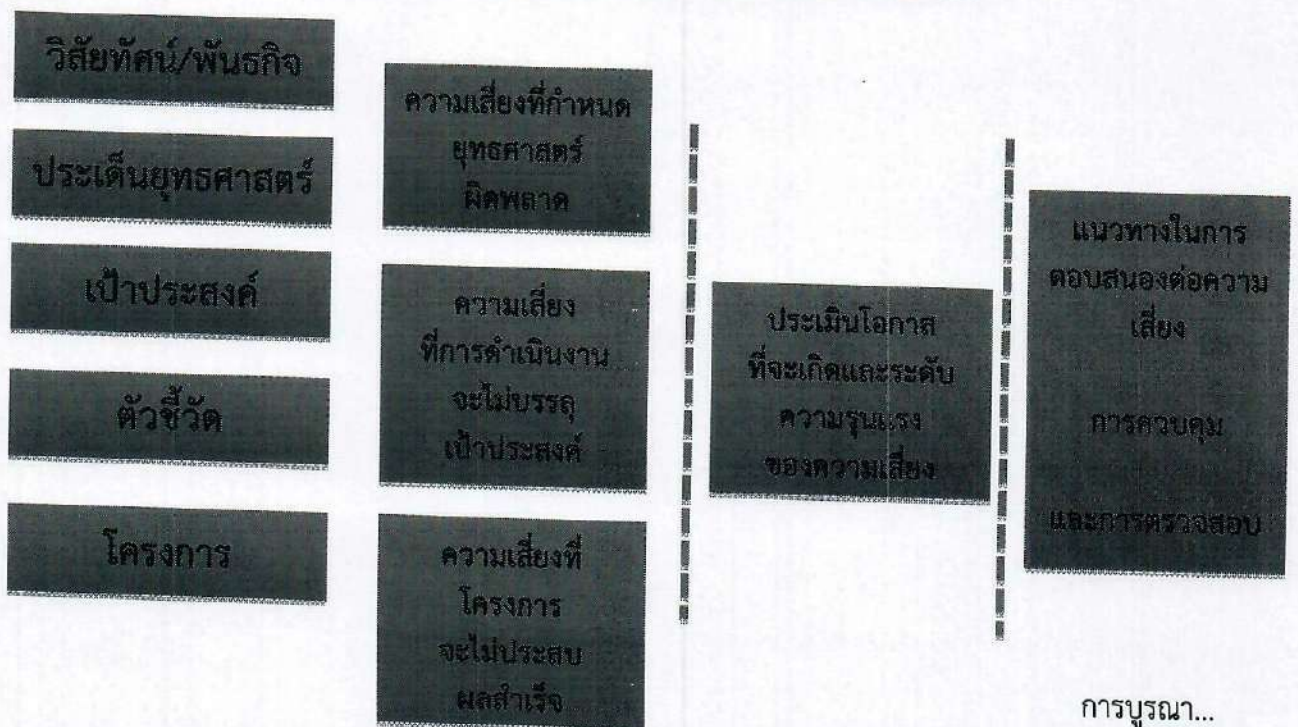 วิสัยทัศน์/พันธกิจ
ประเด็นยุทธศาสตร์
เป้าประสงค์
ตัวชี้วัด
โครงการ
ความเสี่ยงที่กำหนด
ยุทธศาสตร์
ผิดพลาด
ความเสี่ยง
ที่การดำเนินงาน
จะไม่บรรลุ
เป้าประสงค์
ความเสี่ยงที่
โครงการ
จะไม่ประสบ
ผลสำเร็จ
ประเมินโอกาส
ที่จะเกิดและระดับ
ความรุนแรง
ของความเสี่ยง
แนวทางในการ
ตอบสนองต่อความ
เสี่ยง
การควบคุม
และการตรวจสอบ
การบูรณา...